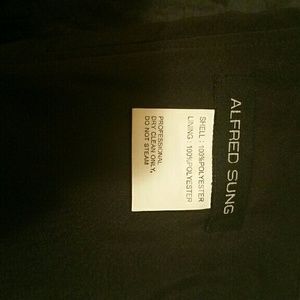 ALFRED SUNG
SHELL : 100%POLYESTER
LINING : 100%POLYESTER
PROFESSIONAL
DRY CLEAN ONLY,
DO NOT STEAM